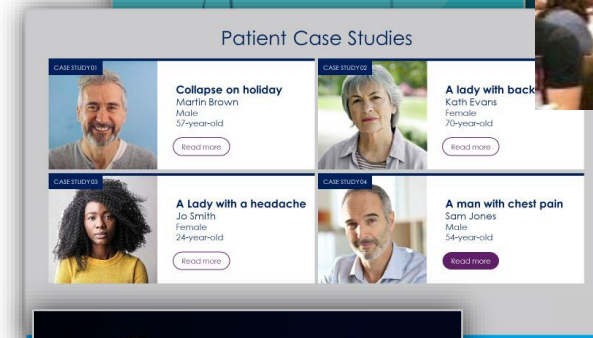 Patient Case Studies
CASE STUDY 01
Collapse on holiday
Martin Brown
Male
57-year-old
Read more
CASE STUDY 02
A lady with back
Kath Evans
Female
70-year-old
Read more
CASE STUDY 03
A Lady with a headache
Jo Smith
Female
24-year-old
Read more
CASE STUDY 04
A man with chest pain
Sam Jones
Male
54-year-old
Read more